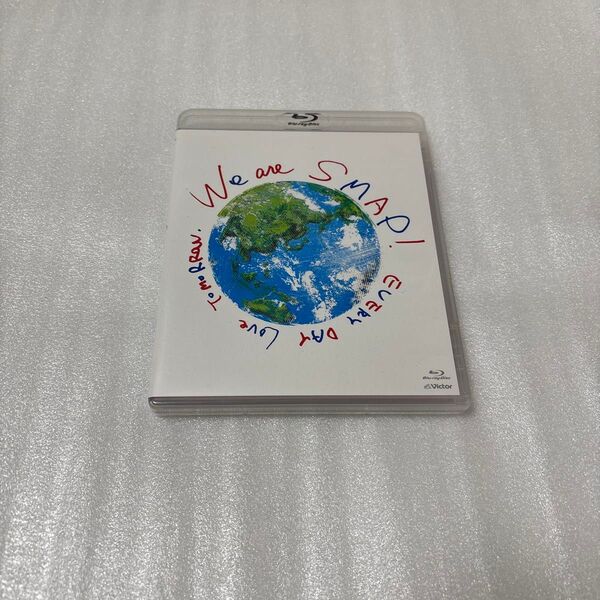 Blu-ray Disc
We are SMAP!
EVERY DAY LOVE TOMORROW.
Blu-ray Disc
Victor